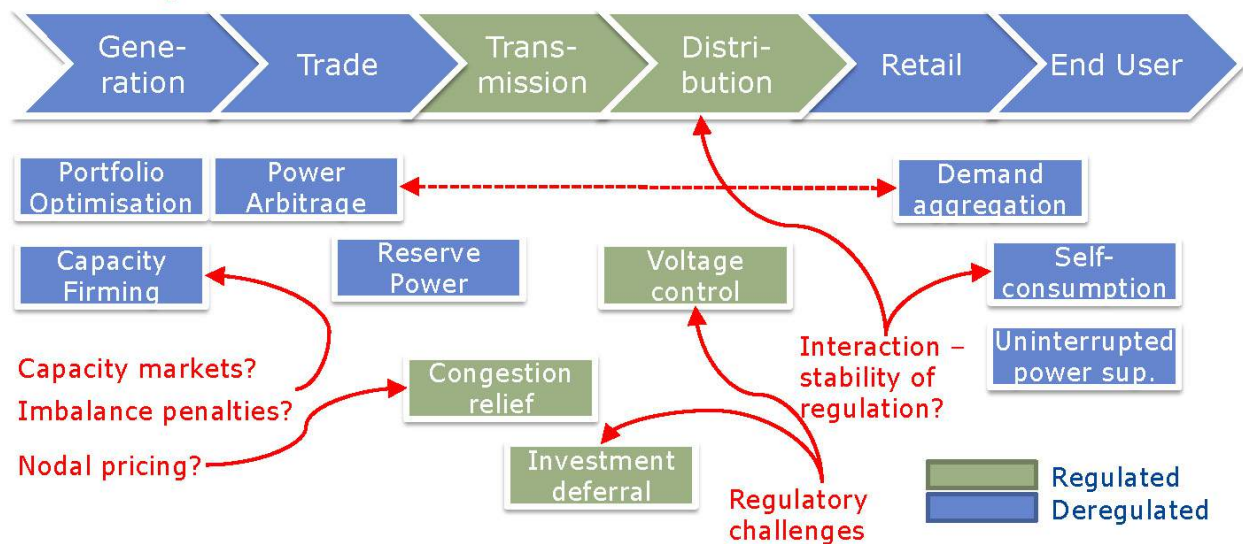 Gene-
ration
Trade
Trans-
mission
Distri-
bution
Retail
End User
Portfolio
Optimisation
Power
Arbitrage
Demand
aggregation
Capacity
Firming
Reserve
Power
Voltage
control
Self-
consumption
Capacity markets?
Imbalance penalties?
Nodal pricing?
Congestion
relief
Interaction –
stability of
regulation?
Uninterrupted
power sup.
Investment
deferral
Regulatory
challenges
Regulated
Deregulated